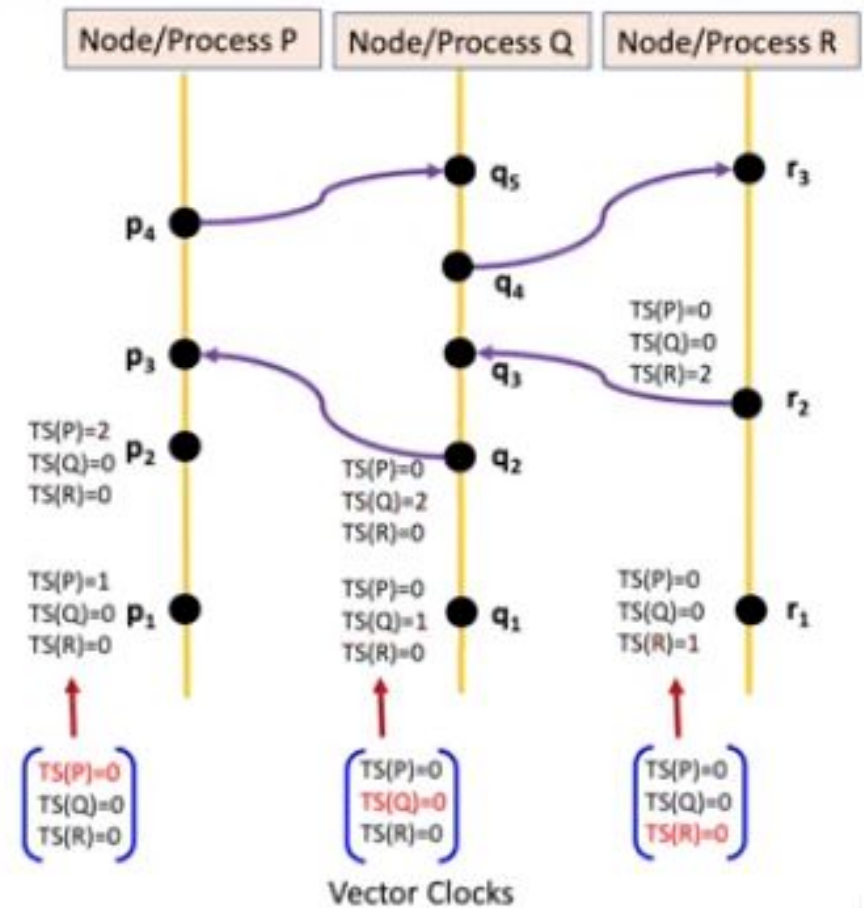 Node/Process P
Node/Process Q
Node/Process R
q5
r3
p4
q4
TS(P)=0
TS(Q)=0
TS(R)=2
p3
q3
r2
TS(P)=2
TS(Q)=0
TS(R)=0
p2
q2
TS(P)=0
TS(Q)=2
TS(R)=0
TS(P)=1
TS(Q)=0
TS(R)=0
p1
TS(P)=0
TS(Q)=1
TS(R)=0
q1
TS(P)=0
TS(Q)=0
TS(R)=1
r1
TS(P)=0
TS(Q)=0
TS(R)=0
TS(P)=0
TS(Q)=0
TS(R)=0
TS(P)=0
TS(Q)=0
TS(R)=0
Vector Clocks